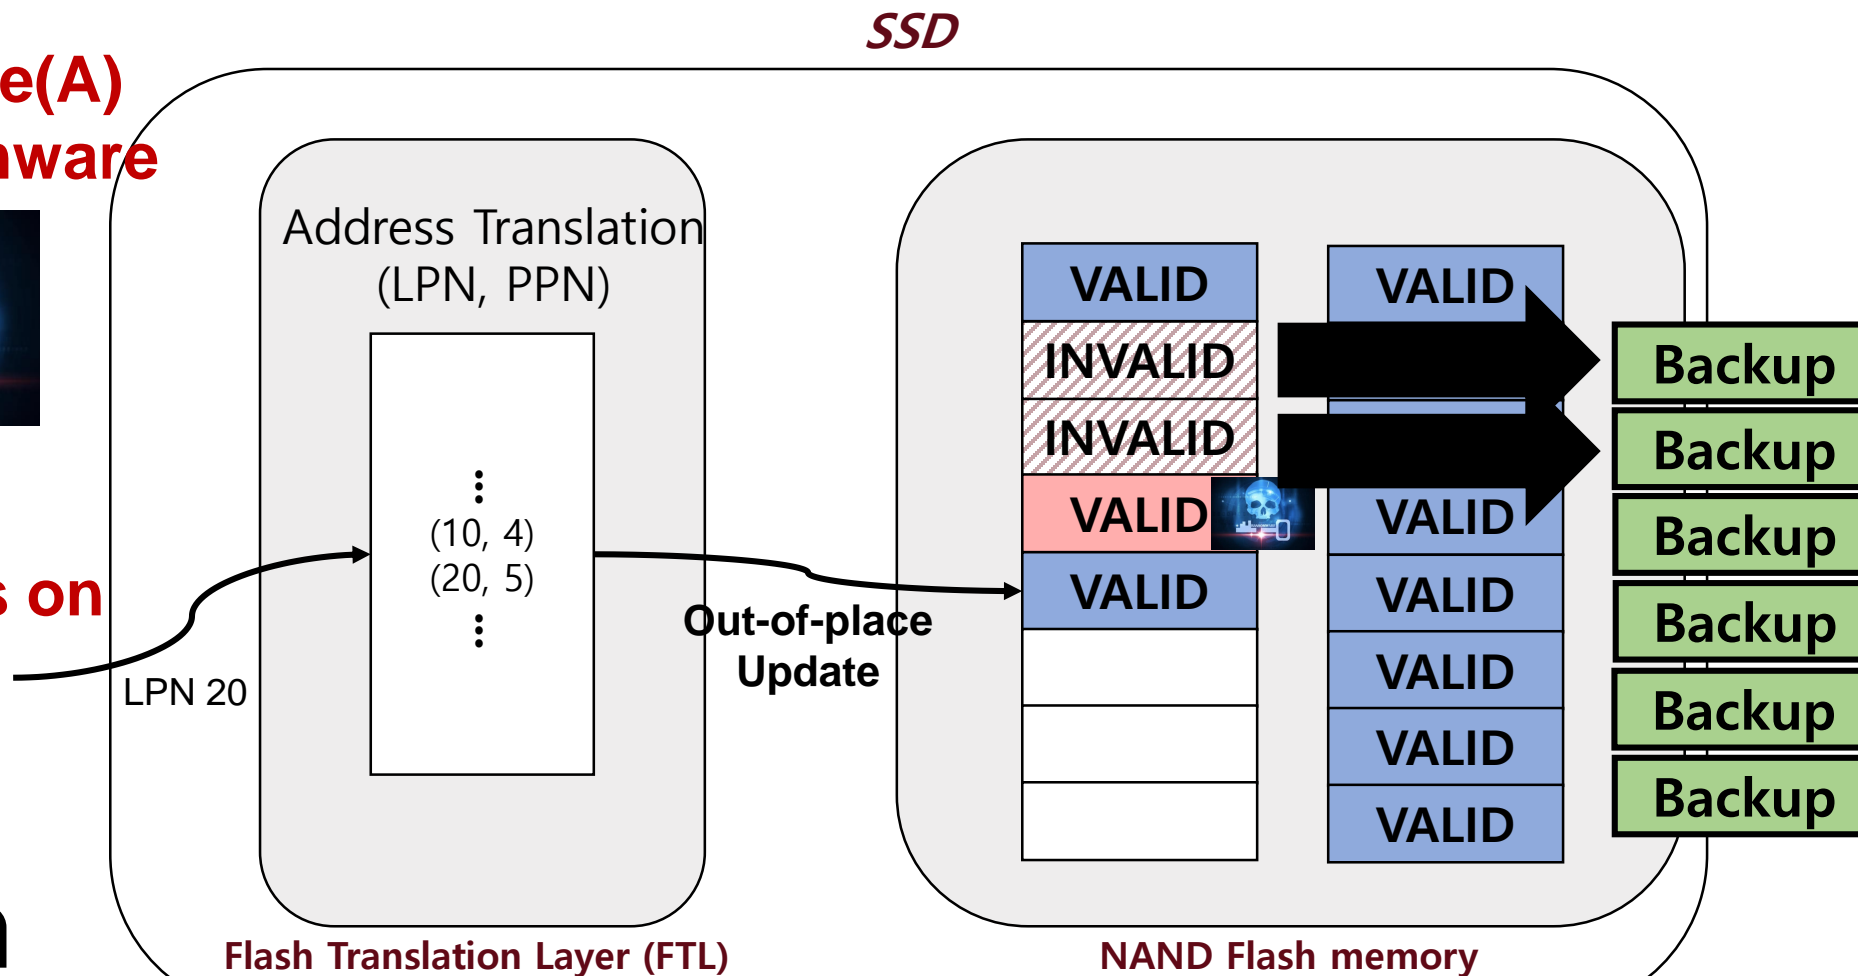 SSD
e(A)
ware
Address Translation
(LPN, PPN)
⋮
(10, 4)
(20, 5)
⋮
s on
LPN 20
Out-of-place
Update
VALID
INVALID
INVALID
VALID
VALID
VALID
VALID
VALID
VALID
VALID
VALID
Backup
Backup
Backup
Backup
Backup
Backup
Flash Translation Layer (FTL)
NAND Flash memory